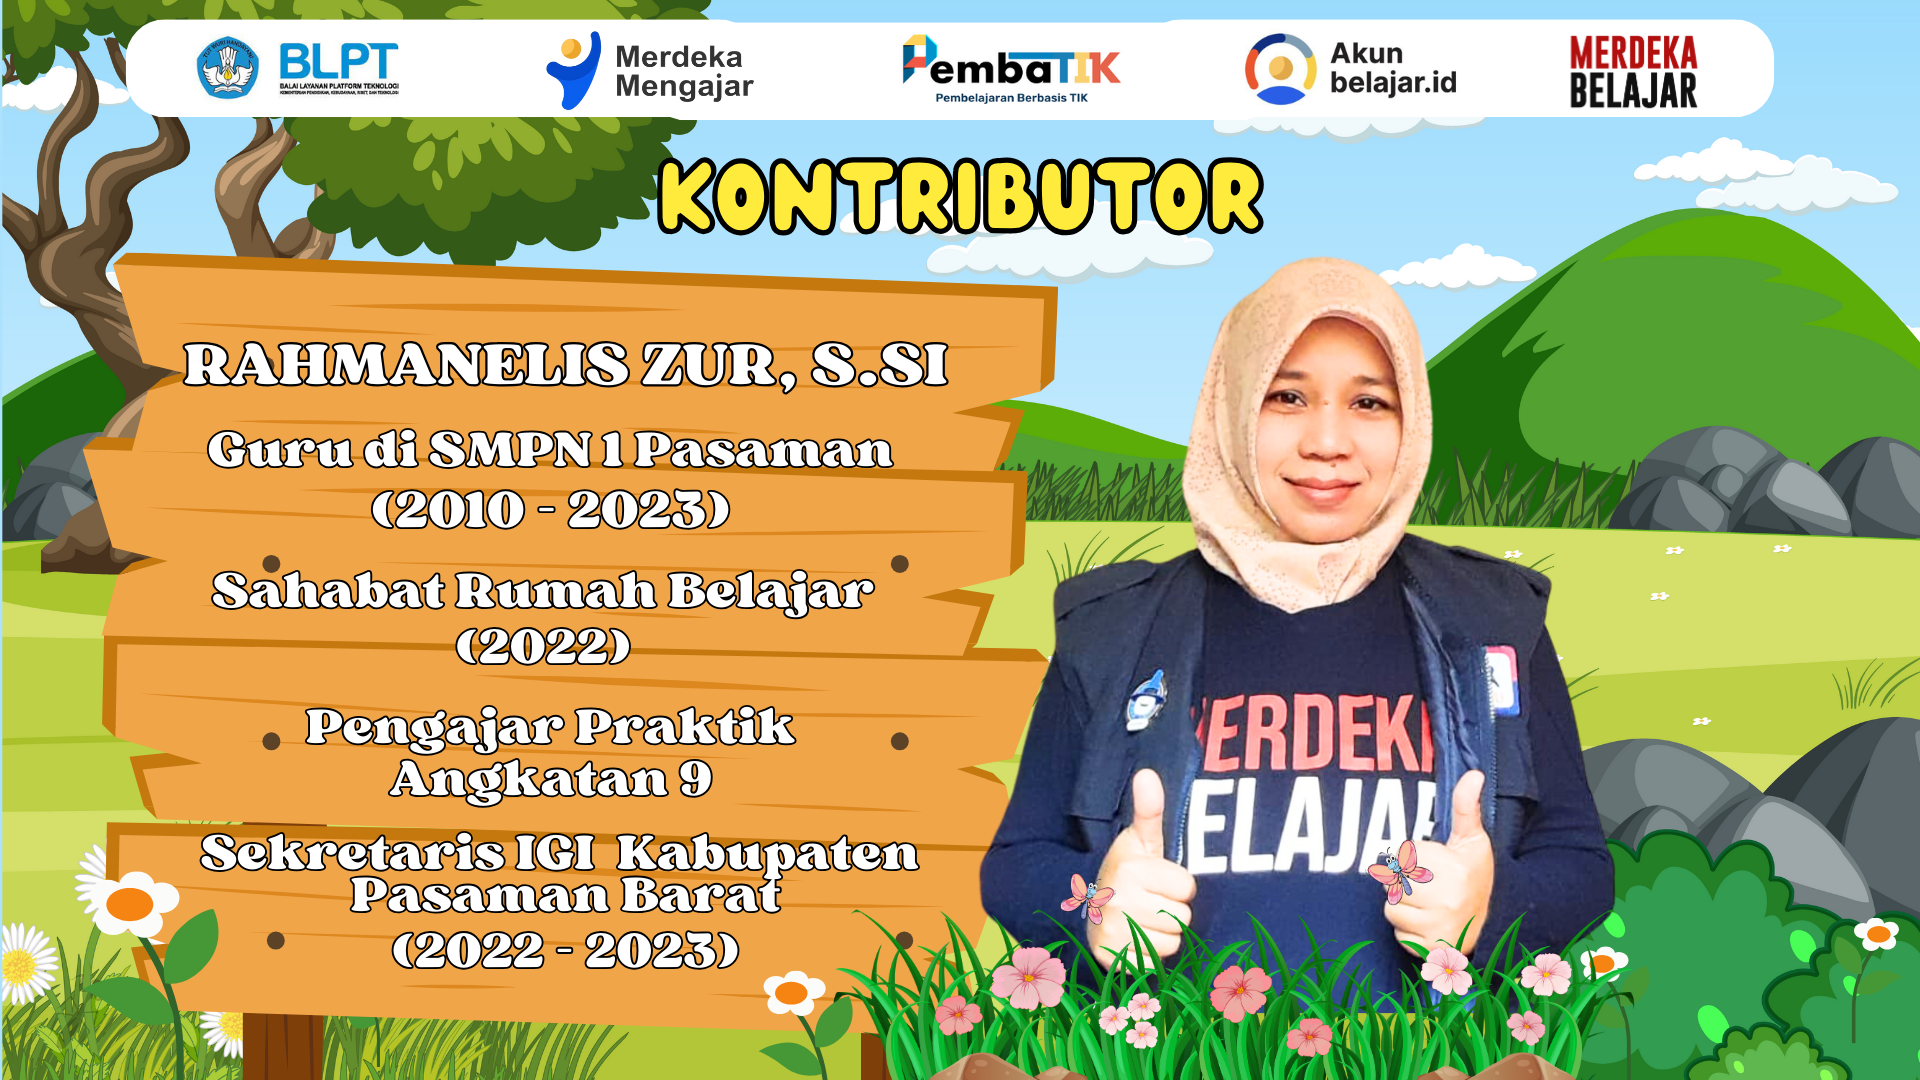 BLPT
BALAI LAYANAN PLATFORM TEKNOLOGI
KEMENTERIAN PENDIDIKAN, KEBUDAYAAN, RISET, DAN TEKNOLOGI
Merdeka
Mengajar
PembaTIK
Pembelajaran Berbasis TIK
Akun
belajar.id
MERDEKA
BELAJAR
KONTRIBUTOR
RAHMANELIS ZUR, S.SI
Guru di SMPN 1 Pasaman
(2010 - 2023)
Sahabat Rumah Belajar
(2022)
Pengajar Praktik
Angkatan 9
Sekretaris IGI Kabupaten
Pasaman Barat
(2022 - 2023)
MERDEKA
BELAJAR